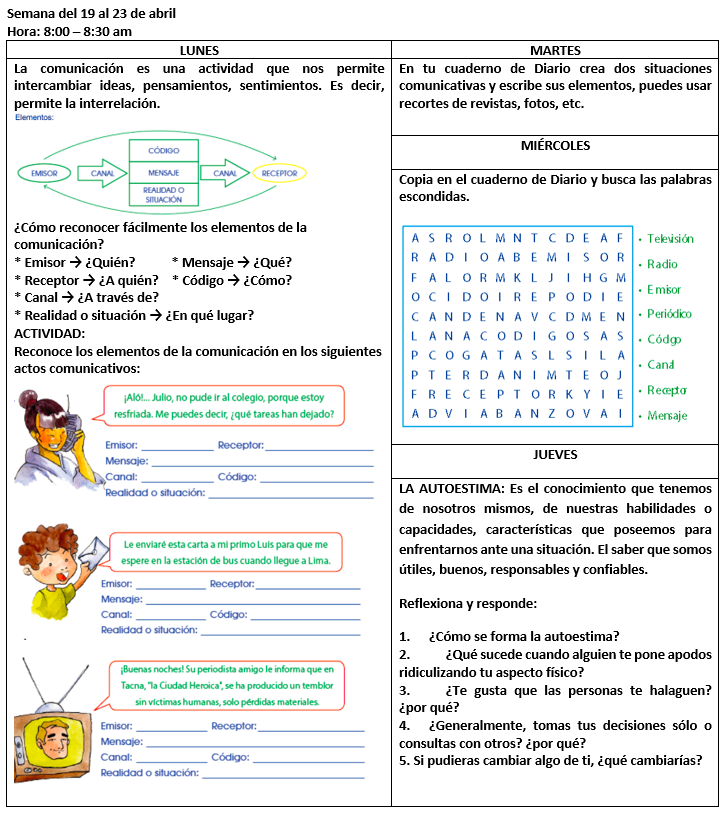 Semana del 19 al 23 de abril
Hora: 8:00 – 8:30 am
LUNES
La comunicación es una actividad que nos permite
intercambiar ideas, pensamientos, sentimientos. Es decir,
permite la interrelación.
Elementos:
CÓDIGO
EMISOR
CANAL
MENSAJE
CANAL
RECEPTOR
REALIDAD O
SITUACIÓN
¿Cómo reconocer fácilmente los elementos de la
comunicación?
* Emisor → ¿Quién? * Mensaje → ¿Qué?
* Receptor → ¿A quién? * Código → ¿Cómo?
* Canal → ¿A través de?
* Realidad o situación → ¿En qué lugar?
ACTIVIDAD:
Reconoce los elementos de la comunicación en los siguientes
actos comunicativos:
¡Aló!... Julio, no pude ir al colegio, porque estoy
resfriada. Me puedes decir, ¿qué tareas han dejado?
Emisor: ____________ Receptor: ____________
Mensaje: ____________
Canal: ____________ Código: ____________
Realidad o situación: ____________
Le enviaré esta carta a mi primo Luis para que me
espere en la estación de bus cuando llegue a Lima.
Emisor: ____________ Receptor: ____________
Mensaje: ____________
Canal: ____________ Código: ____________
Realidad o situación: ____________
¡Buenas noches! Su periodista amigo le informa que en
Tacna, "la Ciudad Heroica", se ha producido un temblor
sin víctimas humanas, solo pérdidas materiales.
Emisor: ____________ Receptor: ____________
Mensaje: ____________
Canal: ____________ Código: ____________
Realidad o situación: ____________
MARTES
En tu cuaderno de Diario crea dos situaciones
comunicativas y escribe sus elementos, puedes usar
recortes de revistas, fotos, etc.
MIÉRCOLES
Copia en el cuaderno de Diario y busca las palabras
escondidas.
A S R O L M N T C D E A F
R A D I O A B E M I S O R
F A L O R M K L J I H G M
O C I D O I R E P O D I E
C A N D E N A V C D M E N
L A N A C O D I G O S A S
P C O G A T A S L S I L A
P T E R D A N I M T E O J
F R E C E P T O R K Y I E
A D V I A B A N Z O V A I
• Televisión
• Radio
• Emisor
• Periódico
• Código
• Canal
• Receptor
• Mensaje
JUEVES
LA AUTOESTIMA: Es el conocimiento que tenemos
de nosotros mismos, de nuestras habilidades o
capacidades, características que poseemos para
enfrentarnos ante una situación. El saber que somos
útiles, buenos, responsables y confiables.
Reflexiona y responde:
1. ¿Cómo se forma la autoestima?
2. ¿Qué sucede cuando alguien te pone apodos
ridiculizando tu aspecto físico?
3. ¿Te gusta que las personas te halaguen?
¿por qué?
4. ¿Generalmente, tomas tus decisiones sólo o
consultas con otros? ¿por qué?
5. Si pudieras cambiar algo de ti, ¿qué cambiarías?